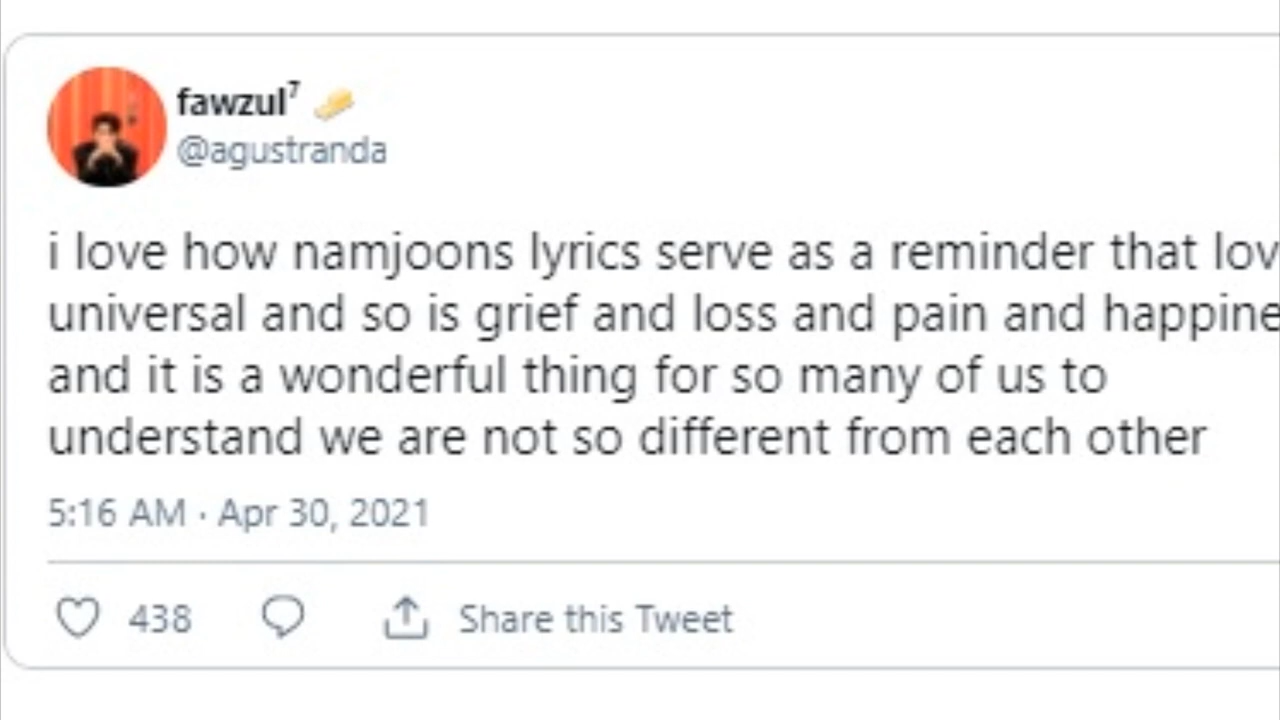 fawzul⁷ 🧈
@agustranda
i love how namjoons lyrics serve as a reminder that
universal and so is grief and loss and pain and
and it is a wonderful thing for so many of us to
understand we are not so different from each other
5:16 AM · Apr 30, 2021
438 Share this Tweet